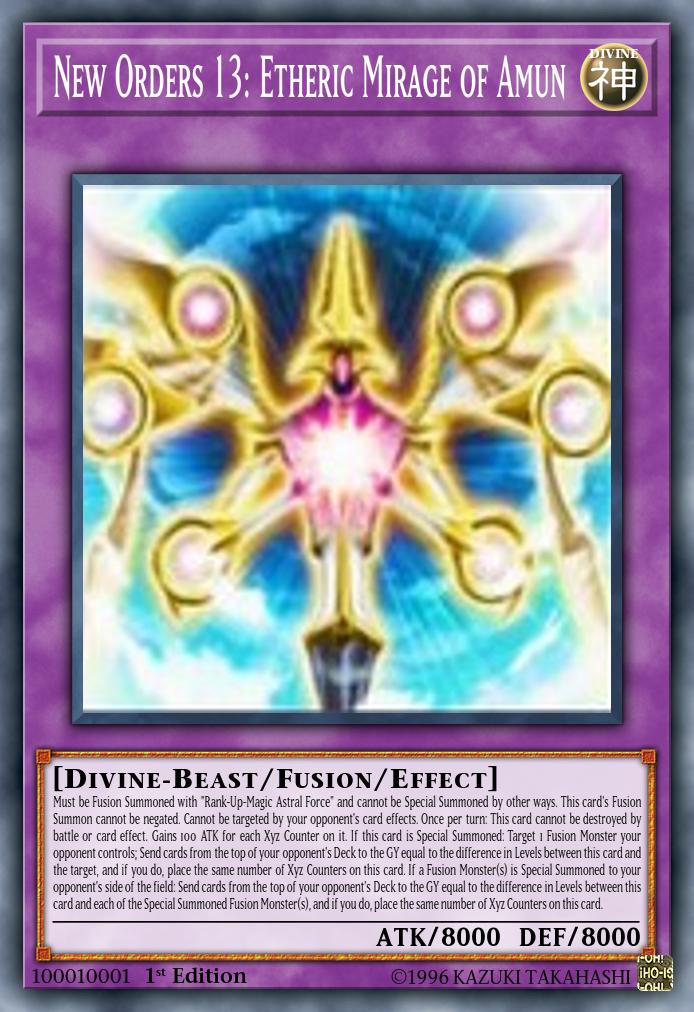 New Orders 13: Etheric Mirage of Amun
DIVINE
神
[Divine-Beast/Fusion/Effect]
Must be Fusion Summoned with "Rank-Up-Magic Astral Force" and cannot be Special Summoned by other ways. This card's Fusion
Summon cannot be negated. Cannot be targeted by your opponent's card effects. Once per turn: This card cannot be destroyed by
battle or card effect. Gains 100 ATK for each Xyz Counter on it. If this card is Special Summoned: Target 1 Fusion Monster your
opponent controls; Send cards from the top of your opponent's Deck to the GY equal to the difference in Levels between this card and
the target, and if you do, place the same number of Xyz Counters on this card. If a Fusion Monster(s) is Special Summoned to your
opponent's side of the field: Send cards from the top of your opponent's Deck to the GY equal to the difference in Levels between this
card and each of the Special Summoned Fusion Monster(s), and if you do, place the same number of Xyz Counters on this card.
ATK/8000 DEF/8000
100010001 1st Edition ©1996 KAZUKI TAKAHASHI